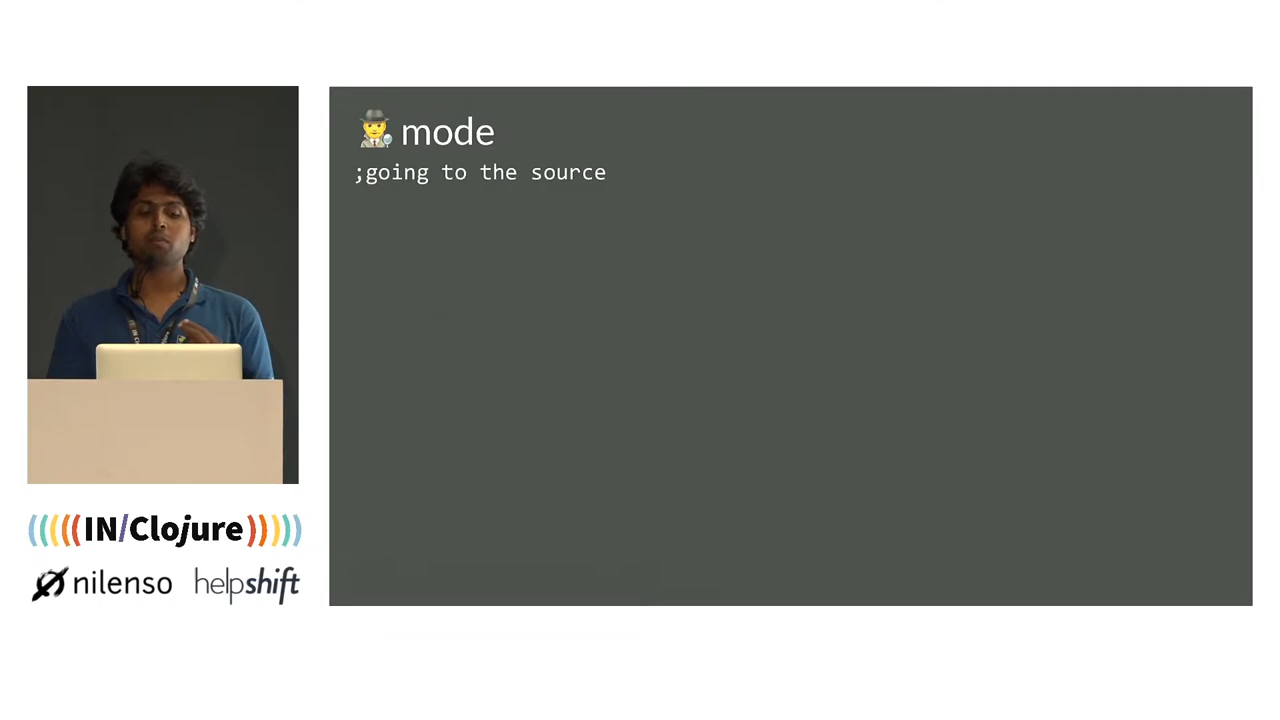 🕵️ mode
;going to the source
(((((IN/Clojure)))))
nilenso helpshift